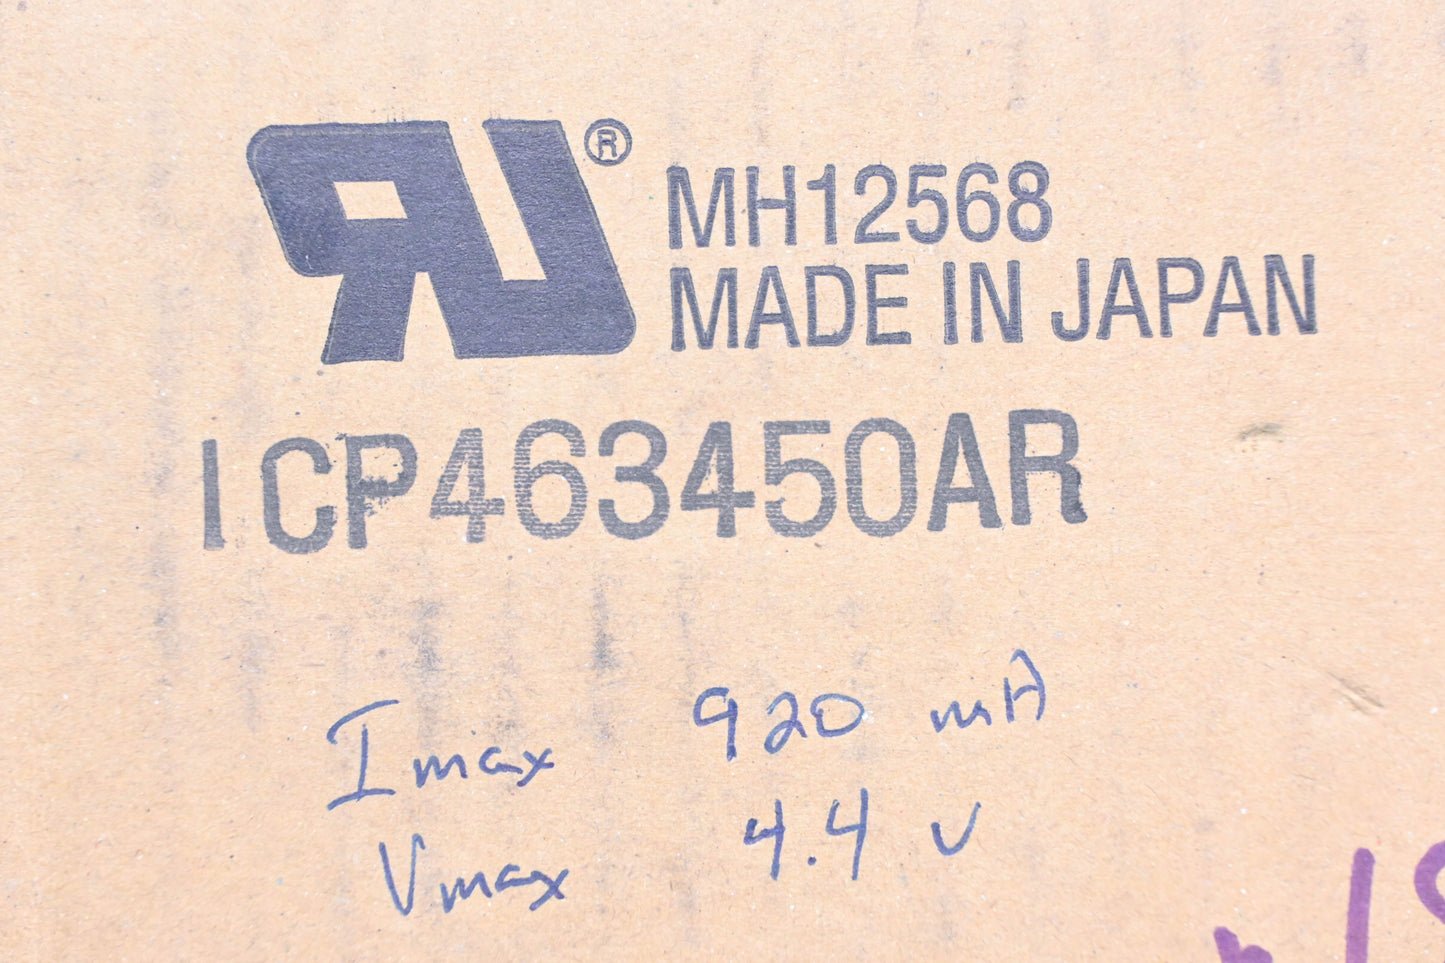 ®
MH12568
MADE IN JAPAN
ICP463450AR
Imax 920 mA
Vmax 4.4 V